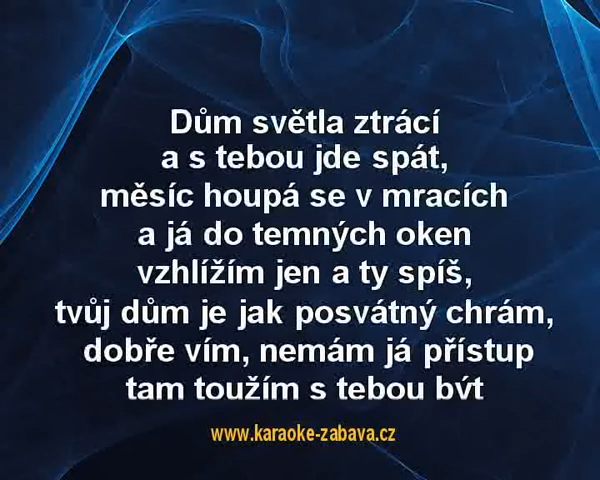 Dům světla ztrácí
a s tebou jde spát,
měsíc houpá se v mracích
a já do temných oken
vzhlížím jen a ty spíš,
tvůj dům je jak posvátný chrám,
dobře vím, nemám já přístup
tam toužím s tebou být
www.karaoke-zabava.cz